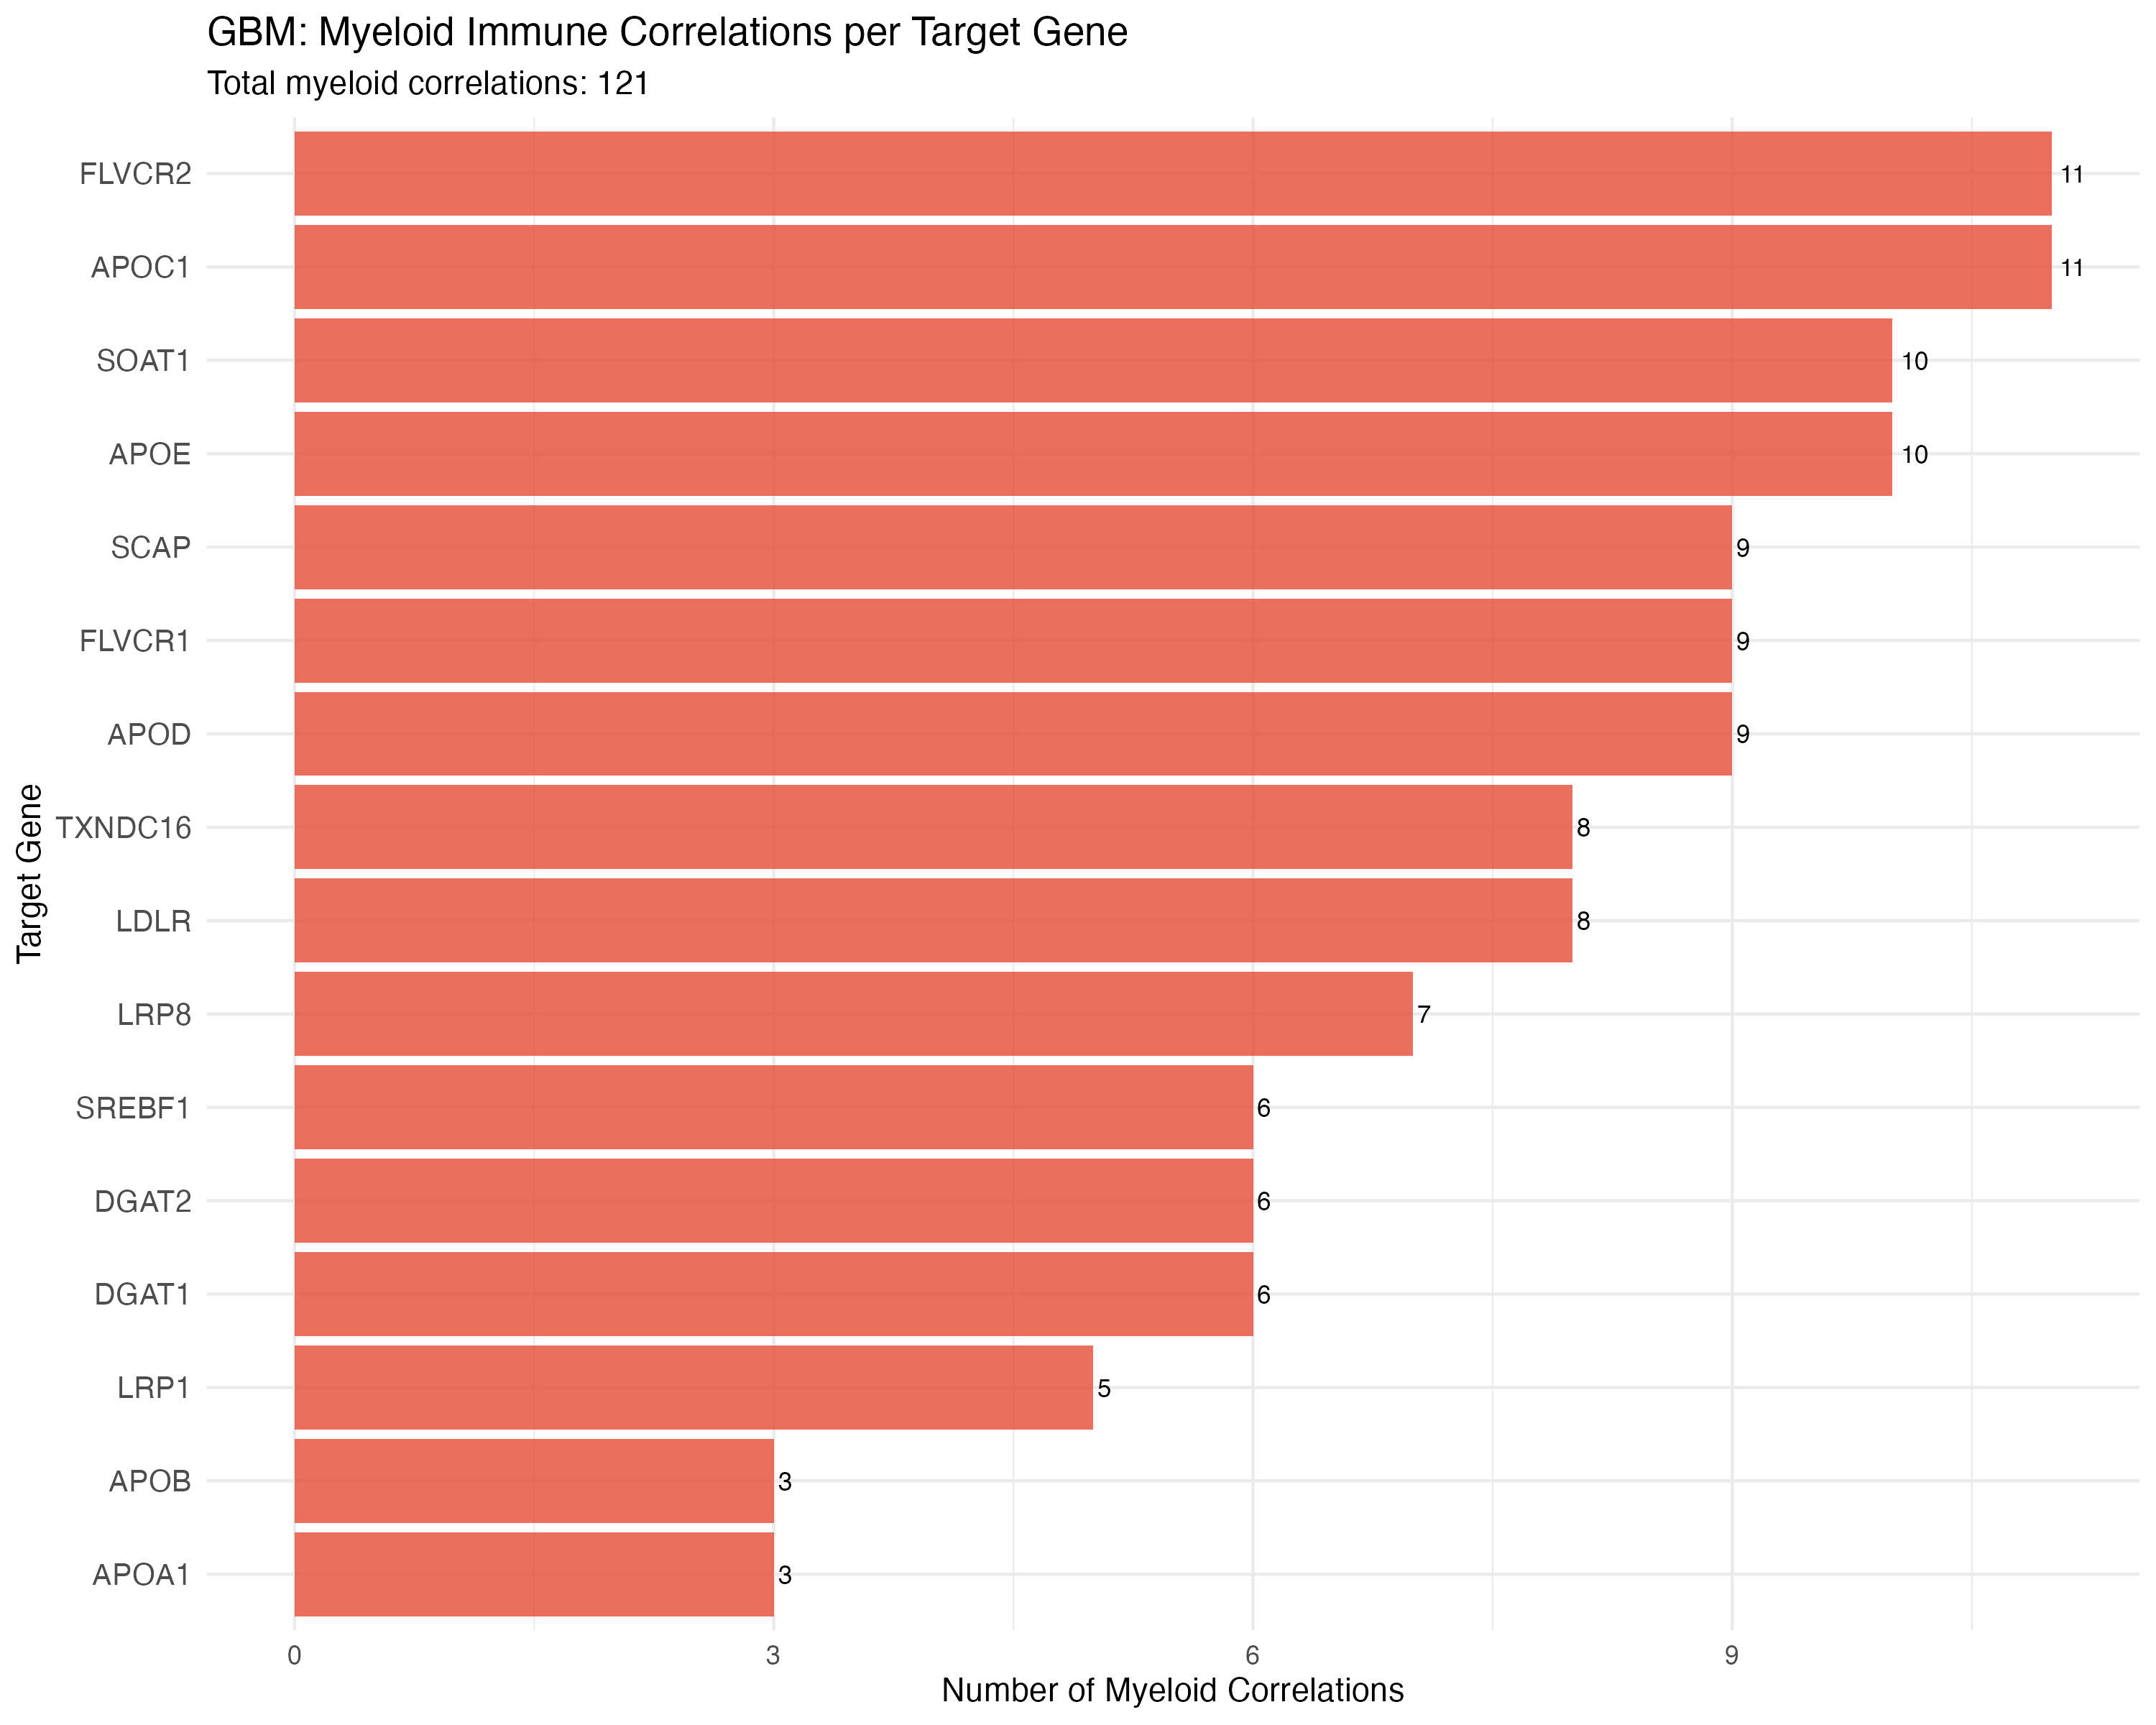 GBM: Myeloid Immune Correlations per Target Gene
Total myeloid correlations: 121
Target Gene
FLVCR2 11
APOC1 11
SOAT1 10
APOE 10
SCAP 9
FLVCR1 9
APOD 9
TXNDC16 8
LDLR 8
LRP8 7
SREBF1 6
DGAT2 6
DGAT1 6
LRP1 5
APOB 3
APOA1 3
0 3 6 9
Number of Myeloid Correlations